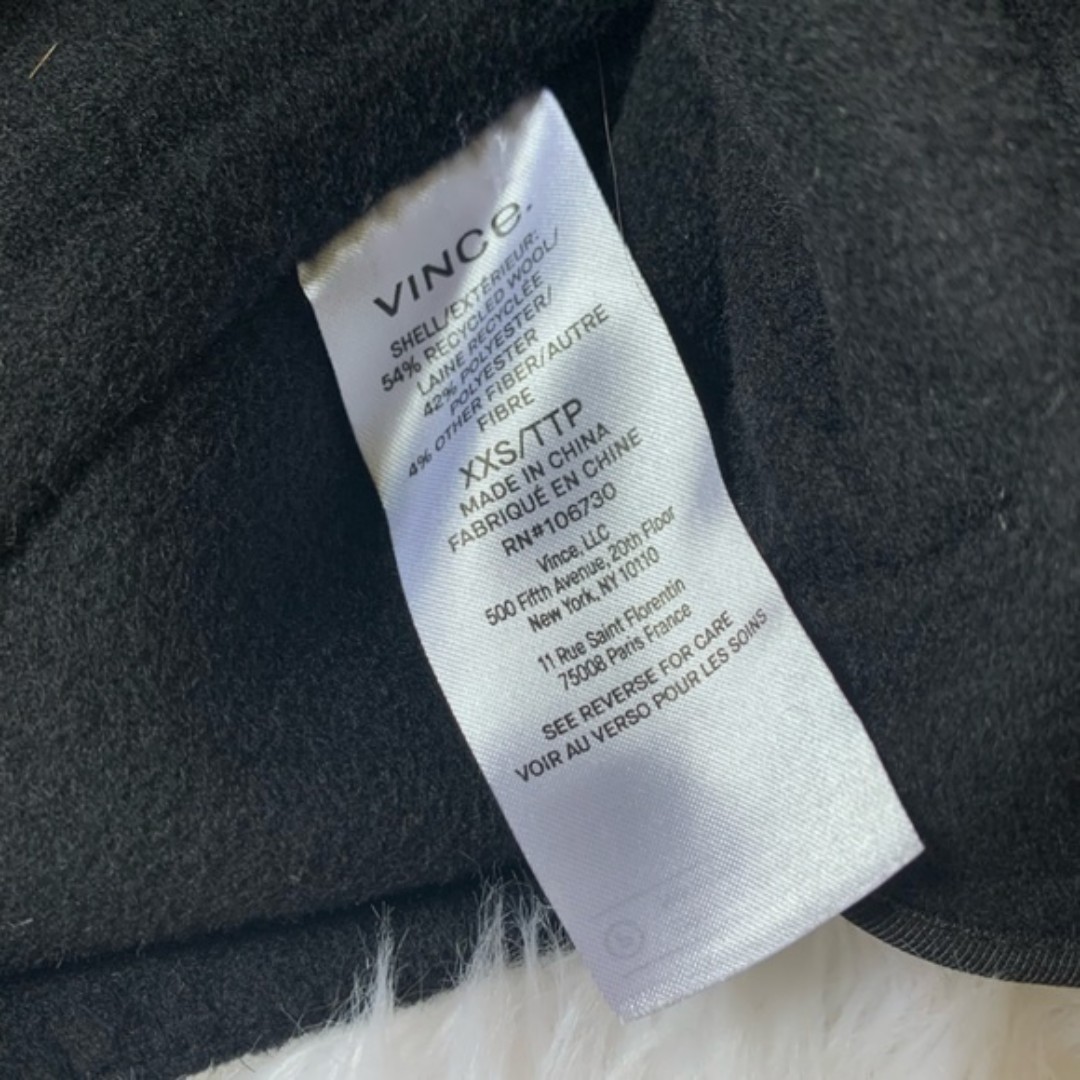 VINCe.
SHELL/EXTÉRIEUR:
54% RECYCLED WOOL/
LAINE RECYCLÉE
42% POLYESTER/
POLYESTER
4% OTHER FIBER/AUTRE
FIBRE
XXS/TTP
MADE IN CHINA
FABRIQUÉ EN CHINE
RN#106730
Vince, LLC
500 Fifth Avenue, 20th Floor
New York, NY 10110
11 Rue Saint Florentin
75008 Paris France
SEE REVERSE FOR CARE
VOIR AU VERSO POUR LES SOINS